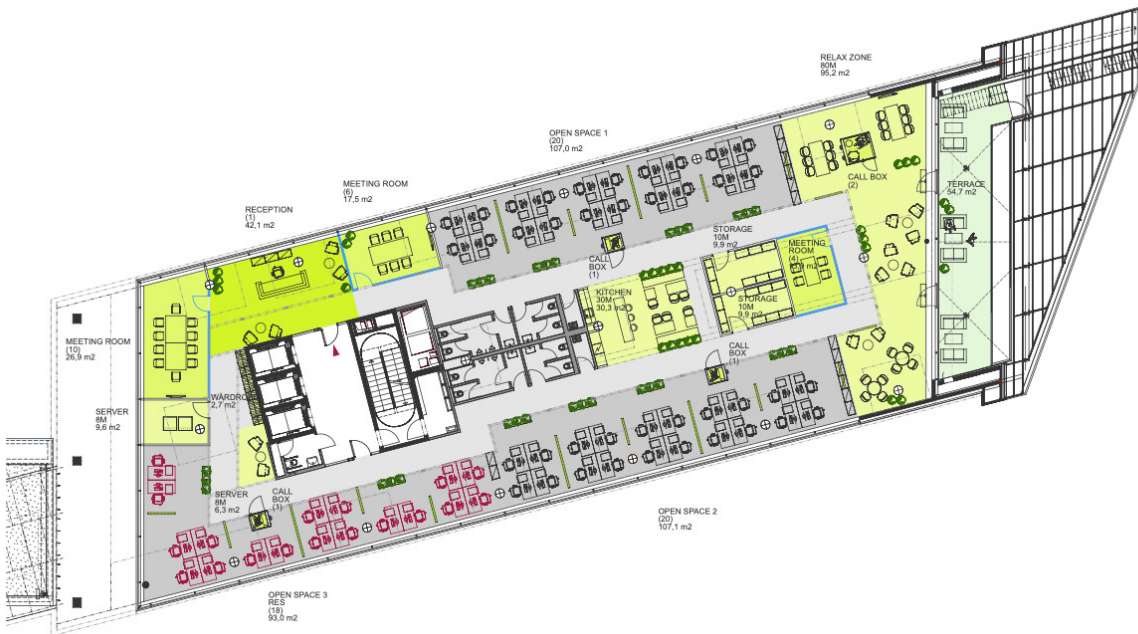 RELAX ZONE
80M
95,2 m2
OPEN SPACE 1
(20)
107,0 m2
MEETING ROOM
(6)
17,5 m2
RECEPTION
(1)
42,1 m2
CALL BOX
(2)
TERRACE
54,7 m2
STORAGE
10M
9,9 m2
MEETING
ROOM
(4)
CALL
BOX
(1)
KITCHEN
30M
30,3 m2
STORAGE
10M
9,9 m2
MEETING ROOM
(10)
26,9 m2
CALL
BOX
(1)
WARDRO
2,7 m2
SERVER
8M
9,6 m2
SERVER
8M
6,3 m2
CALL
BOX
(1)
OPEN SPACE 2
(20)
107,1 m2
OPEN SPACE 3
RES
(18)
93,0 m2